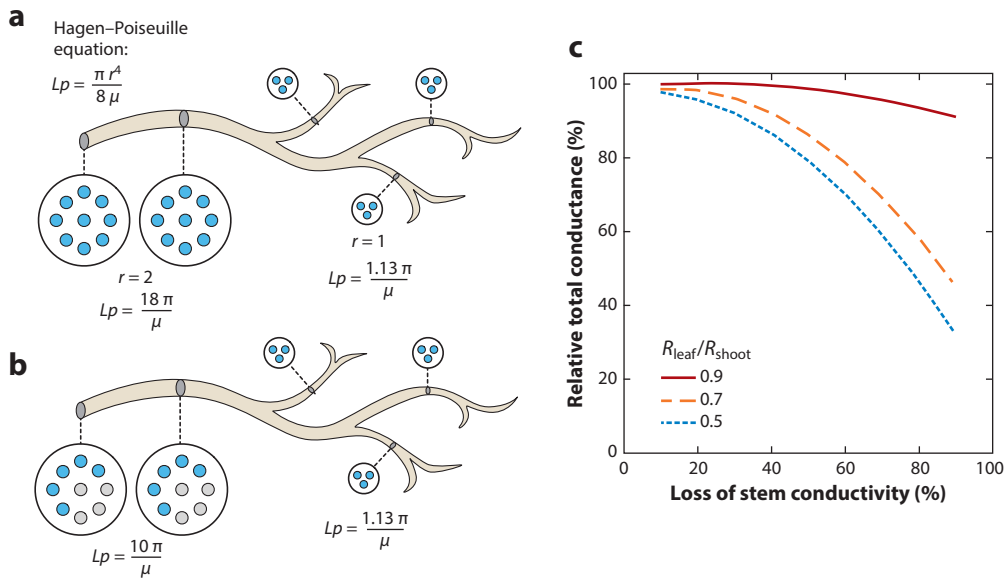 a
Hagen–Poiseuille
equation:
Lp = π r⁴ / 8 μ
r = 2
Lp = 18 π / μ
r = 1
Lp = 1.13 π / μ
b
Lp = 10 π / μ
Lp = 1.13 π / μ
c
Relative total conductance (%)
100
80
60
40
20
0
R_leaf/R_shoot
0.9
0.7
0.5
0 20 40 60 80 100
Loss of stem conductivity (%)